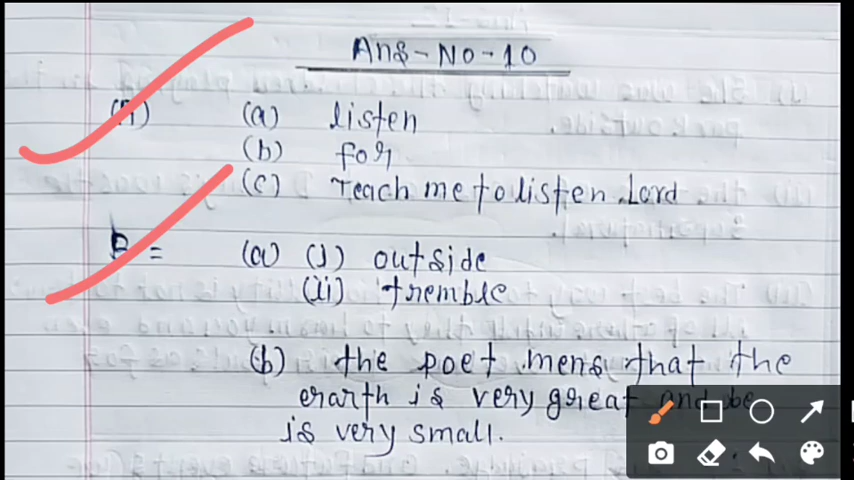 Ans-No-10
(A) (a) listen
(b) for
(c) Teach me to listen Lord
B = (a) (i) outside
(ii) tremble
(b) the poet mens that the
erarth is very great and be
is very small.